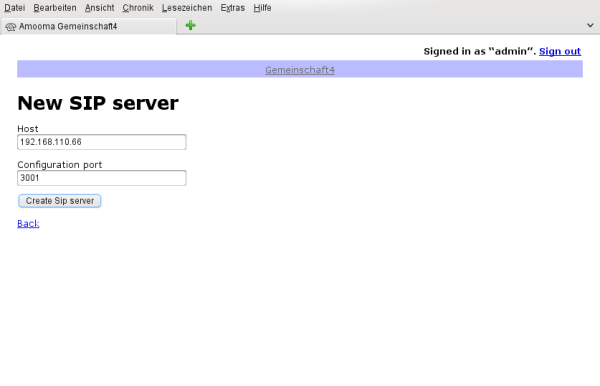 Datei Bearbeiten Ansicht Chronik Lesezeichen Extras Hilfe
Amooma Gemeinschaft4
Signed in as “admin”. Sign out
Gemeinschaft4
New SIP server
Host
192.168.110.66
Configuration port
3001
Create Sip server
Back